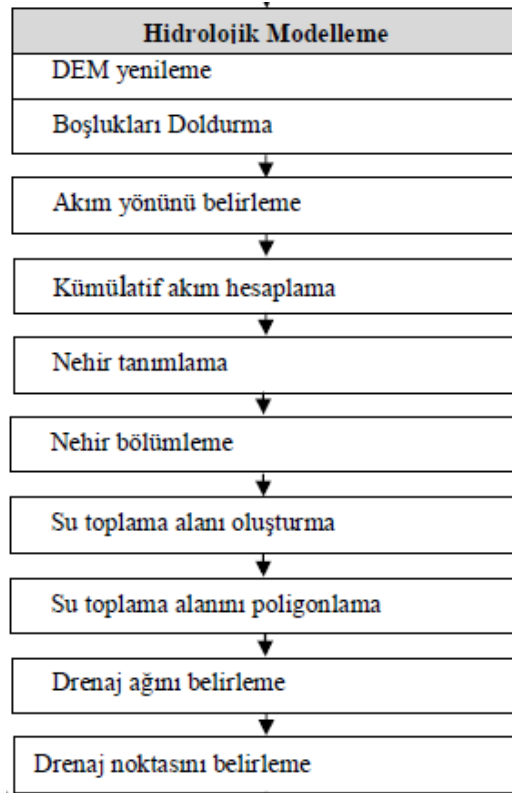 Hidrolojik Modelleme
DEM yenileme
Boşlukları Doldurma
Akım yönünü belirleme
Kümülatif akım hesaplama
Nehir tanımlama
Nehir bölümleme
Su toplama alanı oluşturma
Su toplama alanını poligonlama
Drenaj ağını belirleme
Drenaj noktasını belirleme